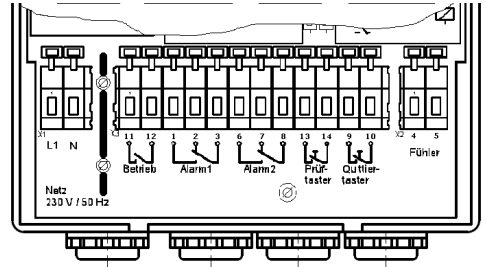 X1
X3
X2
11 12 1 2 3 6 7 8 13 14 9 10 4 5
L1 N
Fühler
Betrieb Alarm1 Alarm2 Prüf-taster Quttier-taster
Netz
230 V / 50 Hz